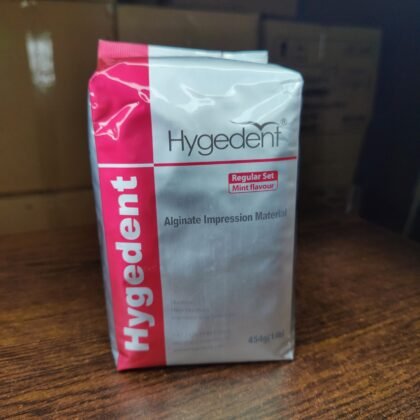 Hygedent®
Regular Set
Mint flavour
Alginate Impression Material
Hygedent
454g(1lb)